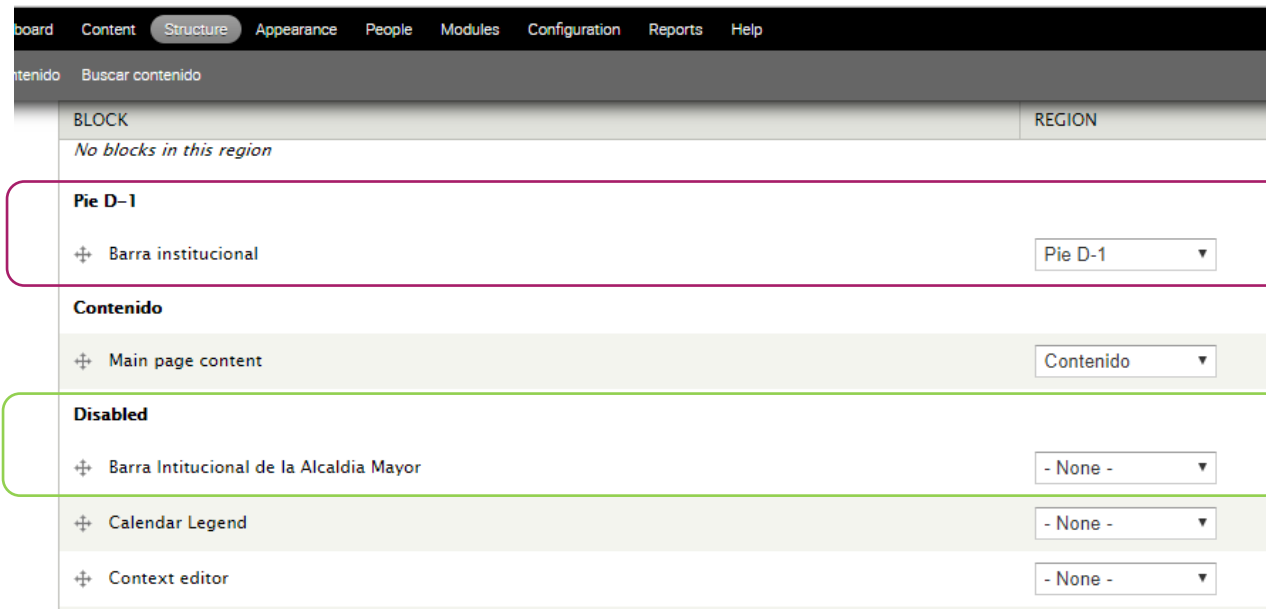 board Content Structure Appearance People Modules Configuration Reports Help
ntenido Buscar contenido
BLOCK REGION
No blocks in this region
Pie D-1
Barra institucional Pie D-1
Contenido
Main page content Contenido
Disabled
Barra Intitucional de la Alcaldia Mayor - None -
Calendar Legend - None -
Context editor - None -